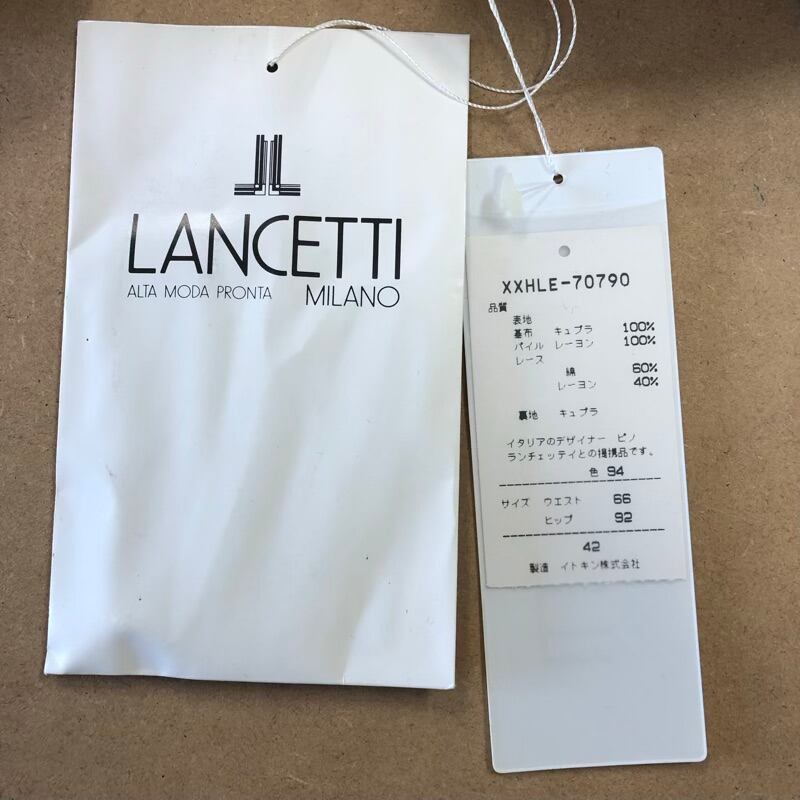 LANCETTI
ALTA MODA PRONTA MILANO
XXHLE-70790
品質
表地
基布 キュプラ 100%
パイル レーヨン 100%
レース
綿 60%
レーヨン 40%
裏地 キュプラ
イタリアのデザイナー ピノ
ランチェッティとの提携品です。
色 94
サイズ ウエスト 66
ヒップ 92
42
製造 イトキン株式会社